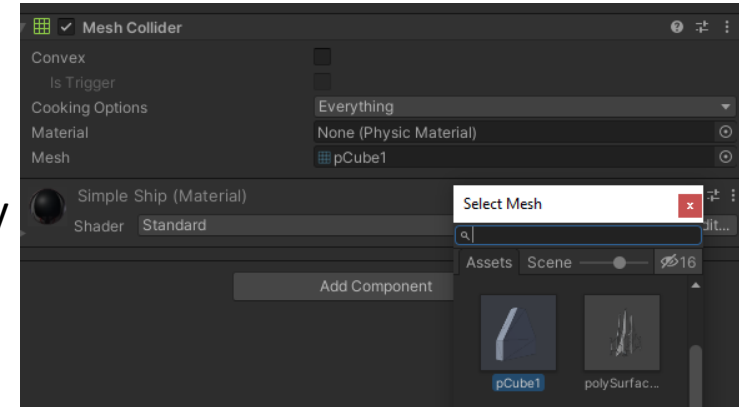 Mesh Collider
Convex
Is Trigger
Cooking Options Everything
Material None (Physic Material)
Mesh pCube1
Simple Ship (Material)
Shader Standard dit...
Select Mesh
Assets Scene 16
Add Component
pCube1 polySurfac...